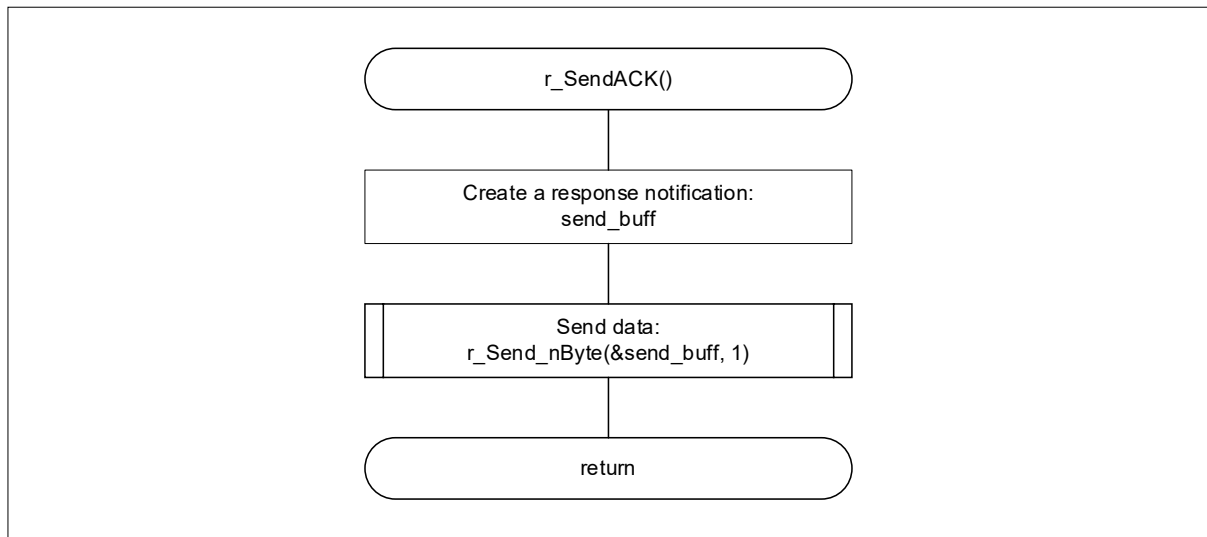 r_SendACK()
Create a response notification:
send_buff
Send data:
r_Send_nByte(&send_buff, 1)
return